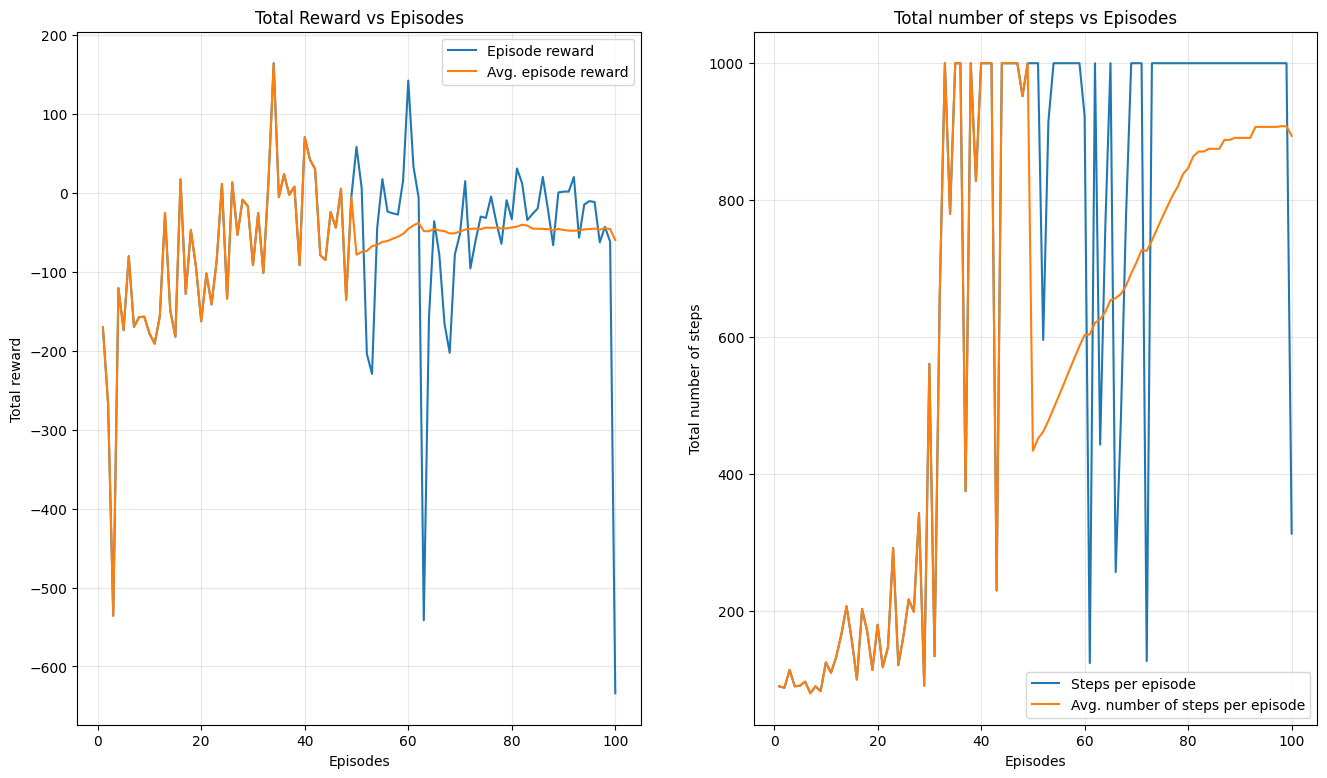 Total Reward vs Episodes
Episode reward
Avg. episode reward
200
100
0
−100
−200
−300
−400
−500
−600
Total reward
0
20
40
60
80
100
Episodes
Total number of steps vs Episodes
1000
800
600
400
200
Total number of steps
Steps per episode
Avg. number of steps per episode
0
20
40
60
80
100
Episodes